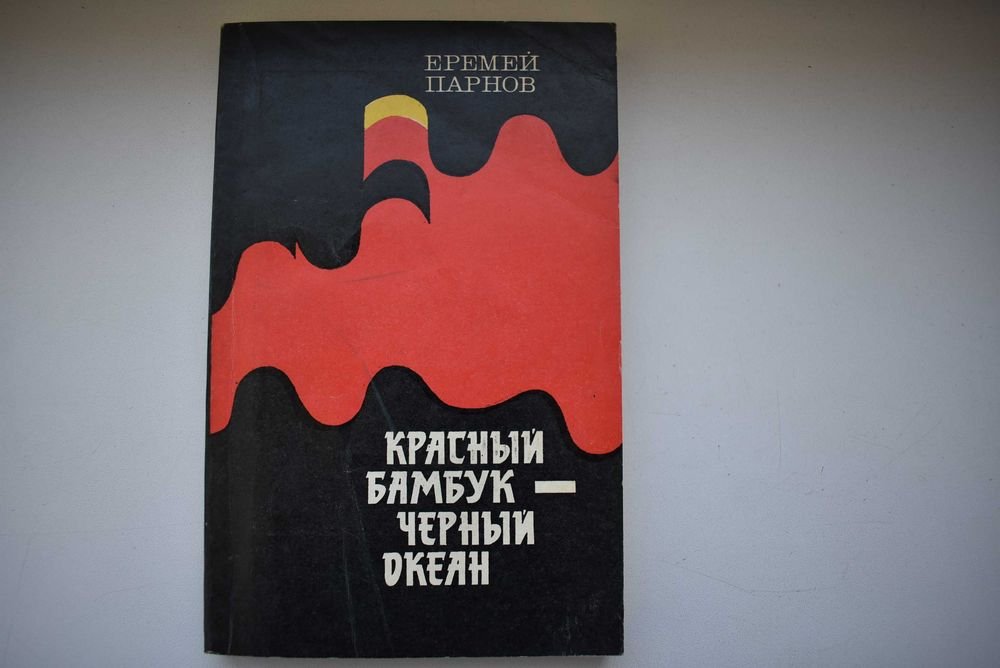 ЕРЕМЕЙ
ПАРНОВ
КРАСНЫЙ
БАМБУК —
ЧЕРНЫЙ
ОКЕАН